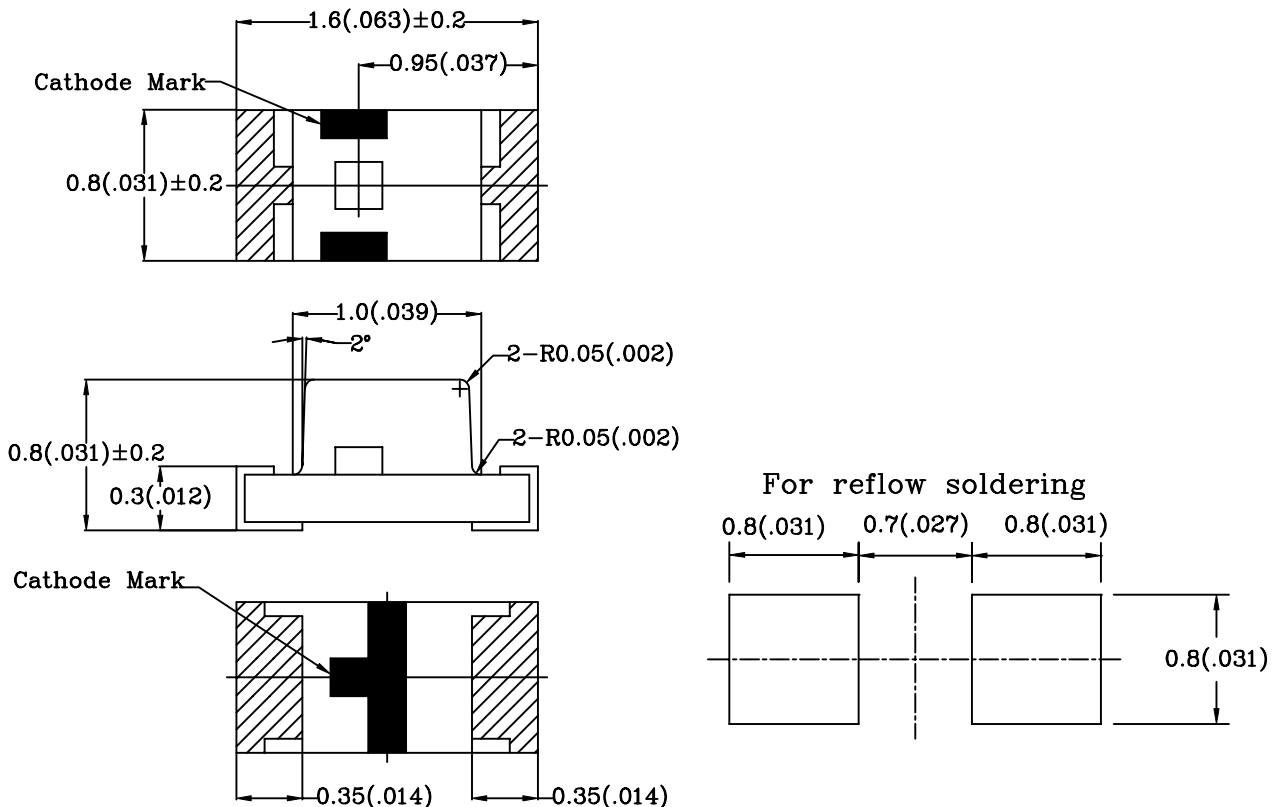 1.6(.063)±0.2
0.95(.037)
Cathode Mark
0.8(.031)±0.2
1.0(.039)
2°
2-R0.05(.002)
2-R0.05(.002)
0.8(.031)±0.2
0.3(.012)
For reflow soldering
0.8(.031) 0.7(.027) 0.8(.031)
Cathode Mark
0.8(.031)
0.35(.014) 0.35(.014)